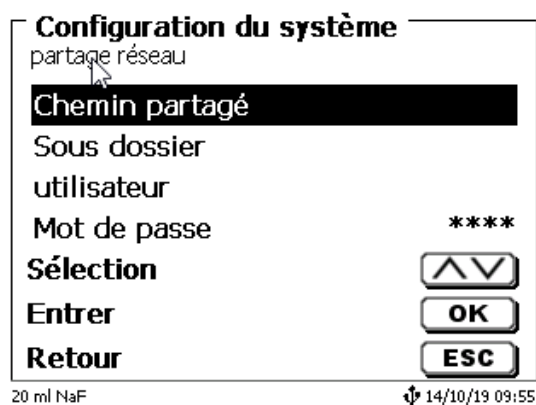 Configuration du système
partage réseau
Chemin partagé
Sous dossier
utilisateur
Mot de passe ****
Sélection
Entrer OK
Retour ESC
20 ml NaF 14/10/19 09:55